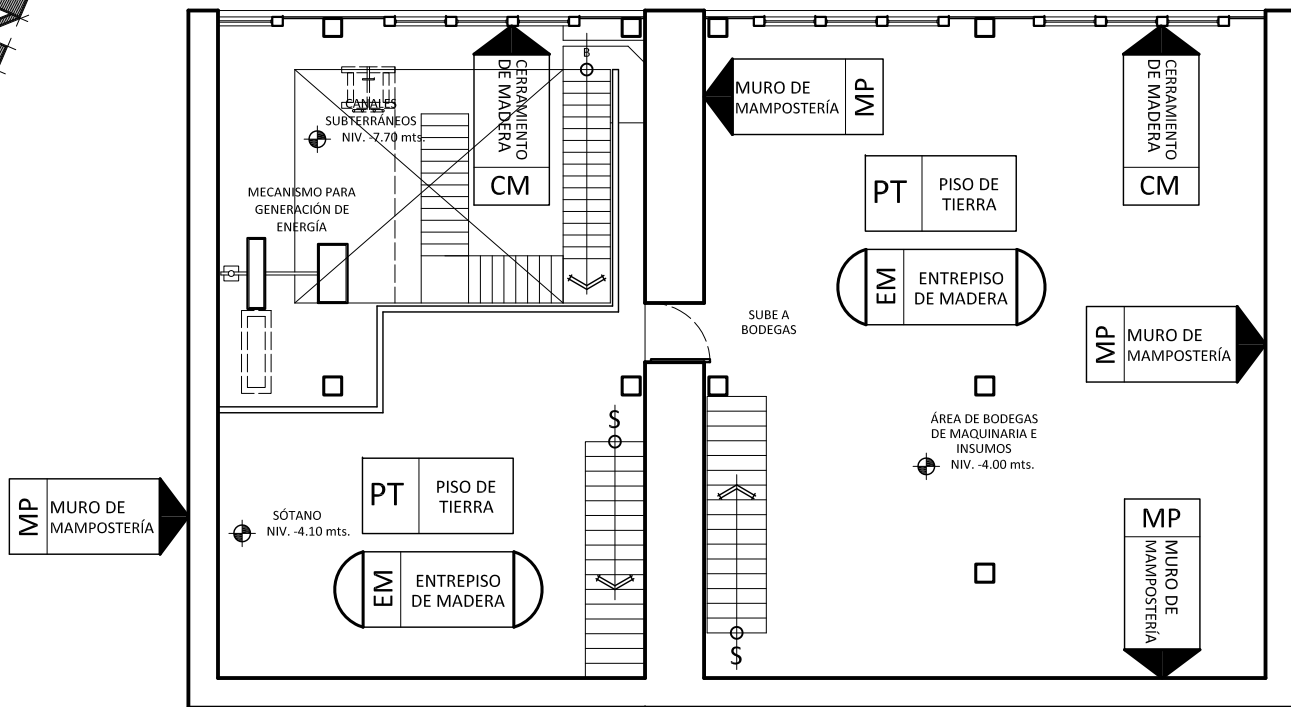 B
CANALES
SUBTERRÁNEOS
NIV. -7.70 mts.
CERRAMIENTO
DE MADERA
CM
MECANISMO PARA
GENERACIÓN DE
ENERGÍA
MURO DE
MAMPOSTERÍA
MP
CERRAMIENTO
DE MADERA
CM
PT
PISO DE
TIERRA
EM
ENTREPISO
DE MADERA
SUBE A
BODEGAS
MP
MURO DE
MAMPOSTERÍA
ÁREA DE BODEGAS
DE MAQUINARIA E
INSUMOS
NIV. -4.00 mts.
S
PT
PISO DE
TIERRA
MP
MURO DE
MAMPOSTERÍA
SÓTANO
NIV. -4.10 mts.
EM
ENTREPISO
DE MADERA
S
MP
MURO DE
MAMPOSTERÍA